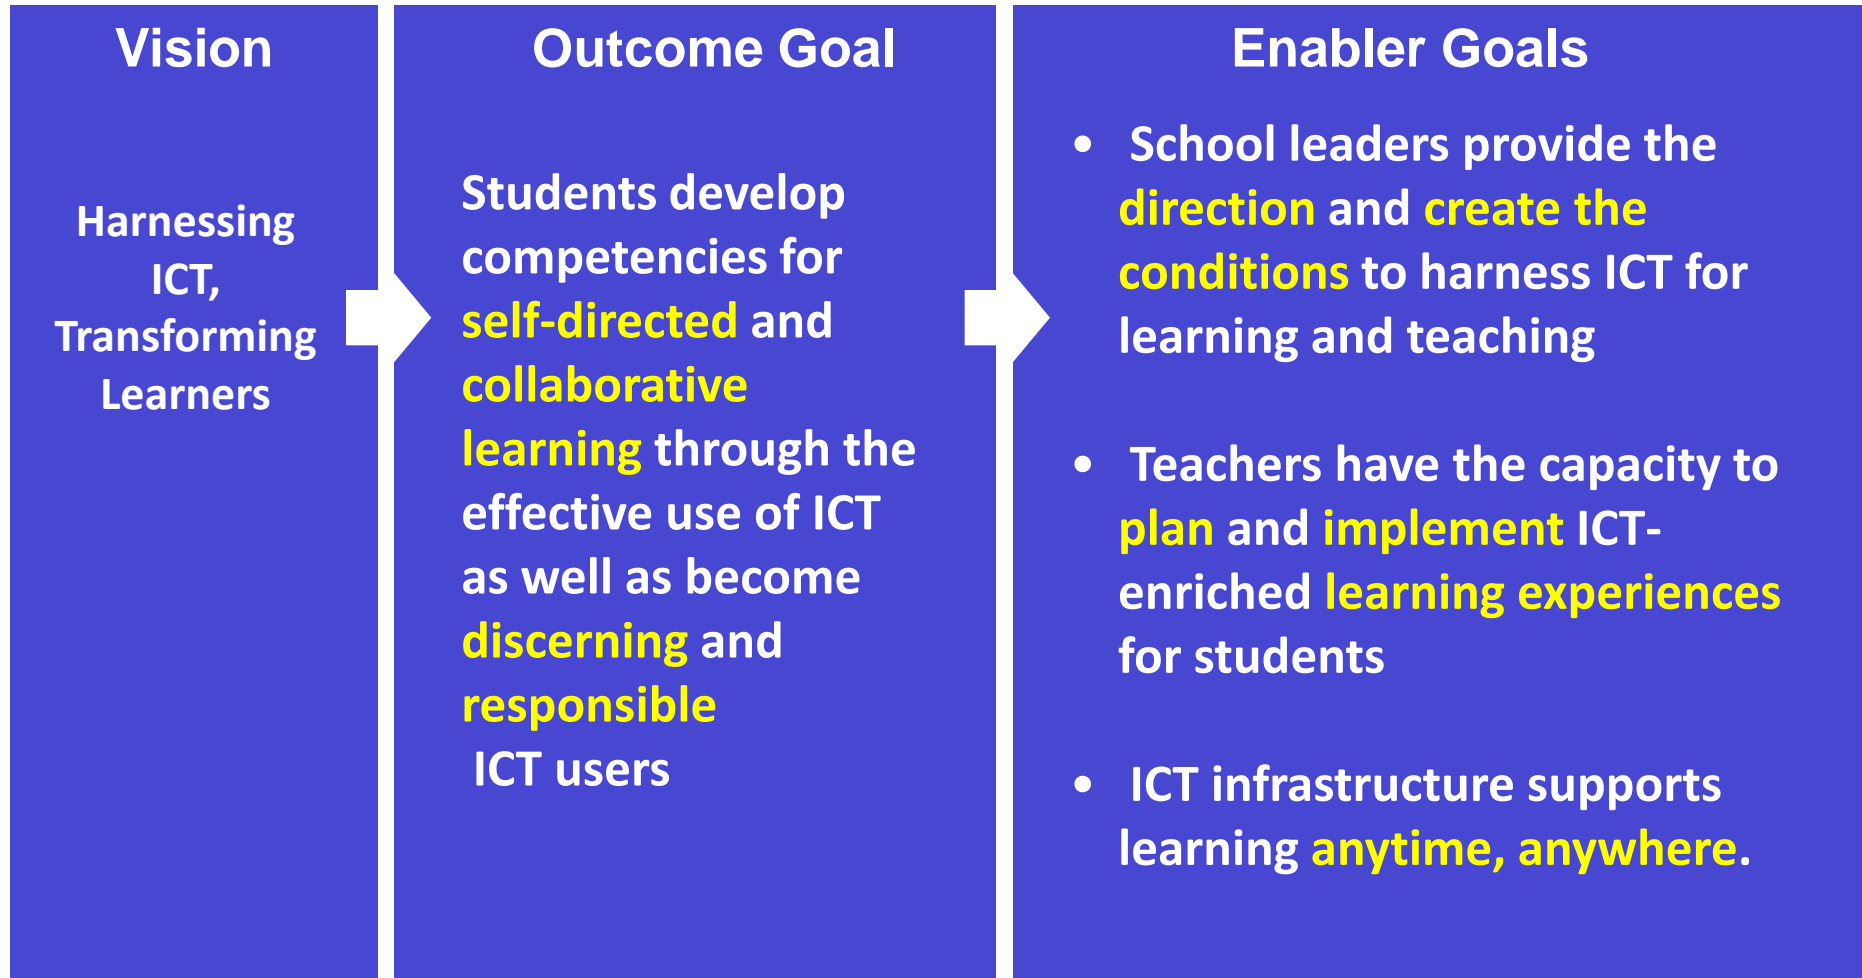 Vision
Harnessing
ICT,
Transforming
Learners
Outcome Goal
Students develop
competencies for
self-directed and
collaborative
learning through the
effective use of ICT
as well as become
discerning and
responsible
ICT users
Enabler Goals
• School leaders provide the
direction and create the
conditions to harness ICT for
learning and teaching
• Teachers have the capacity to
plan and implement ICT-
enriched learning experiences
for students
• ICT infrastructure supports
learning anytime, anywhere.